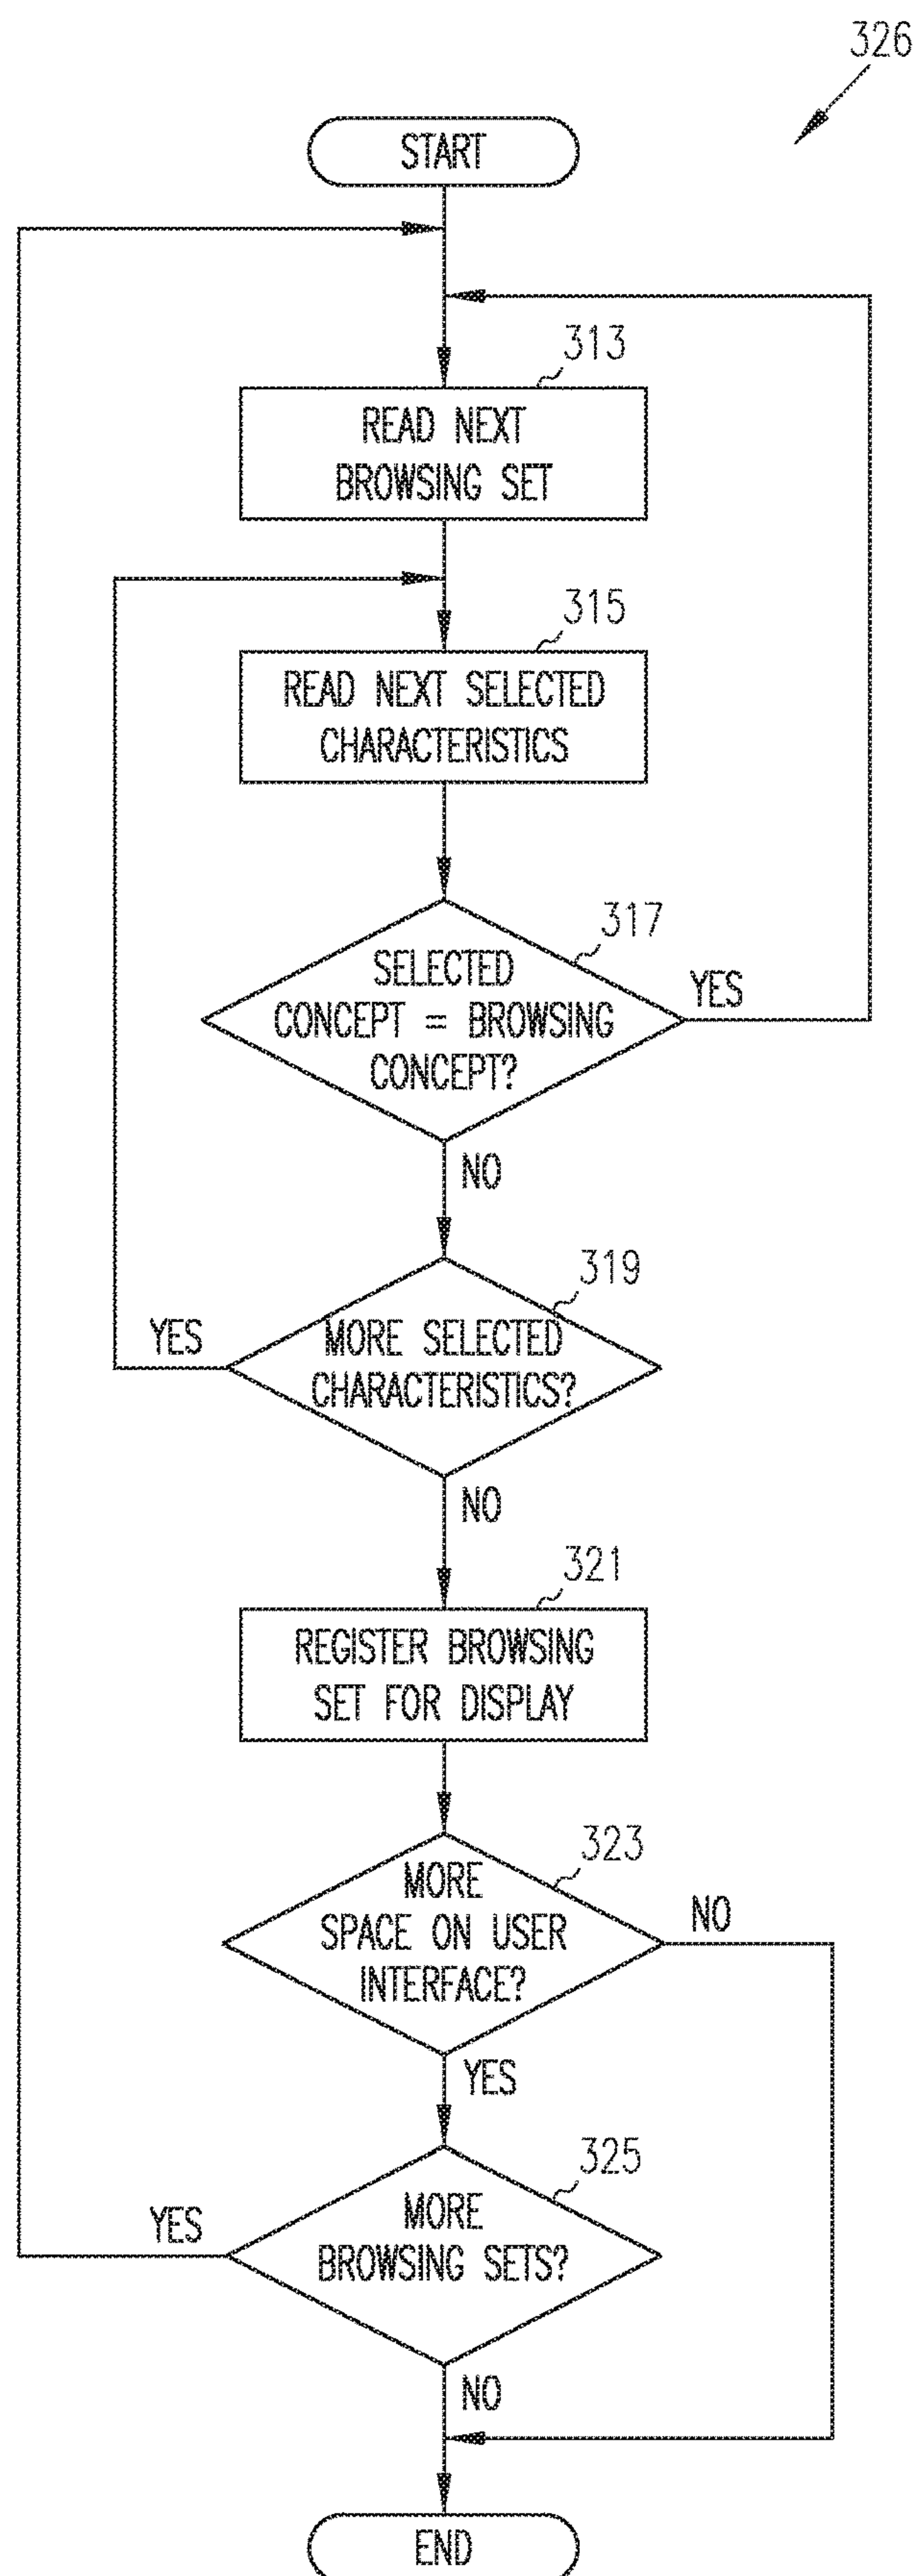 326
START
313
READ NEXT
BROWSING SET
315
READ NEXT SELECTED
CHARACTERISTICS
317
SELECTED
CONCEPT = BROWSING
CONCEPT?
YES
NO
319
MORE SELECTED
CHARACTERISTICS?
YES
NO
321
REGISTER BROWSING
SET FOR DISPLAY
323
MORE
SPACE ON USER
INTERFACE?
NO
YES
325
MORE
BROWSING SETS?
YES
NO
END